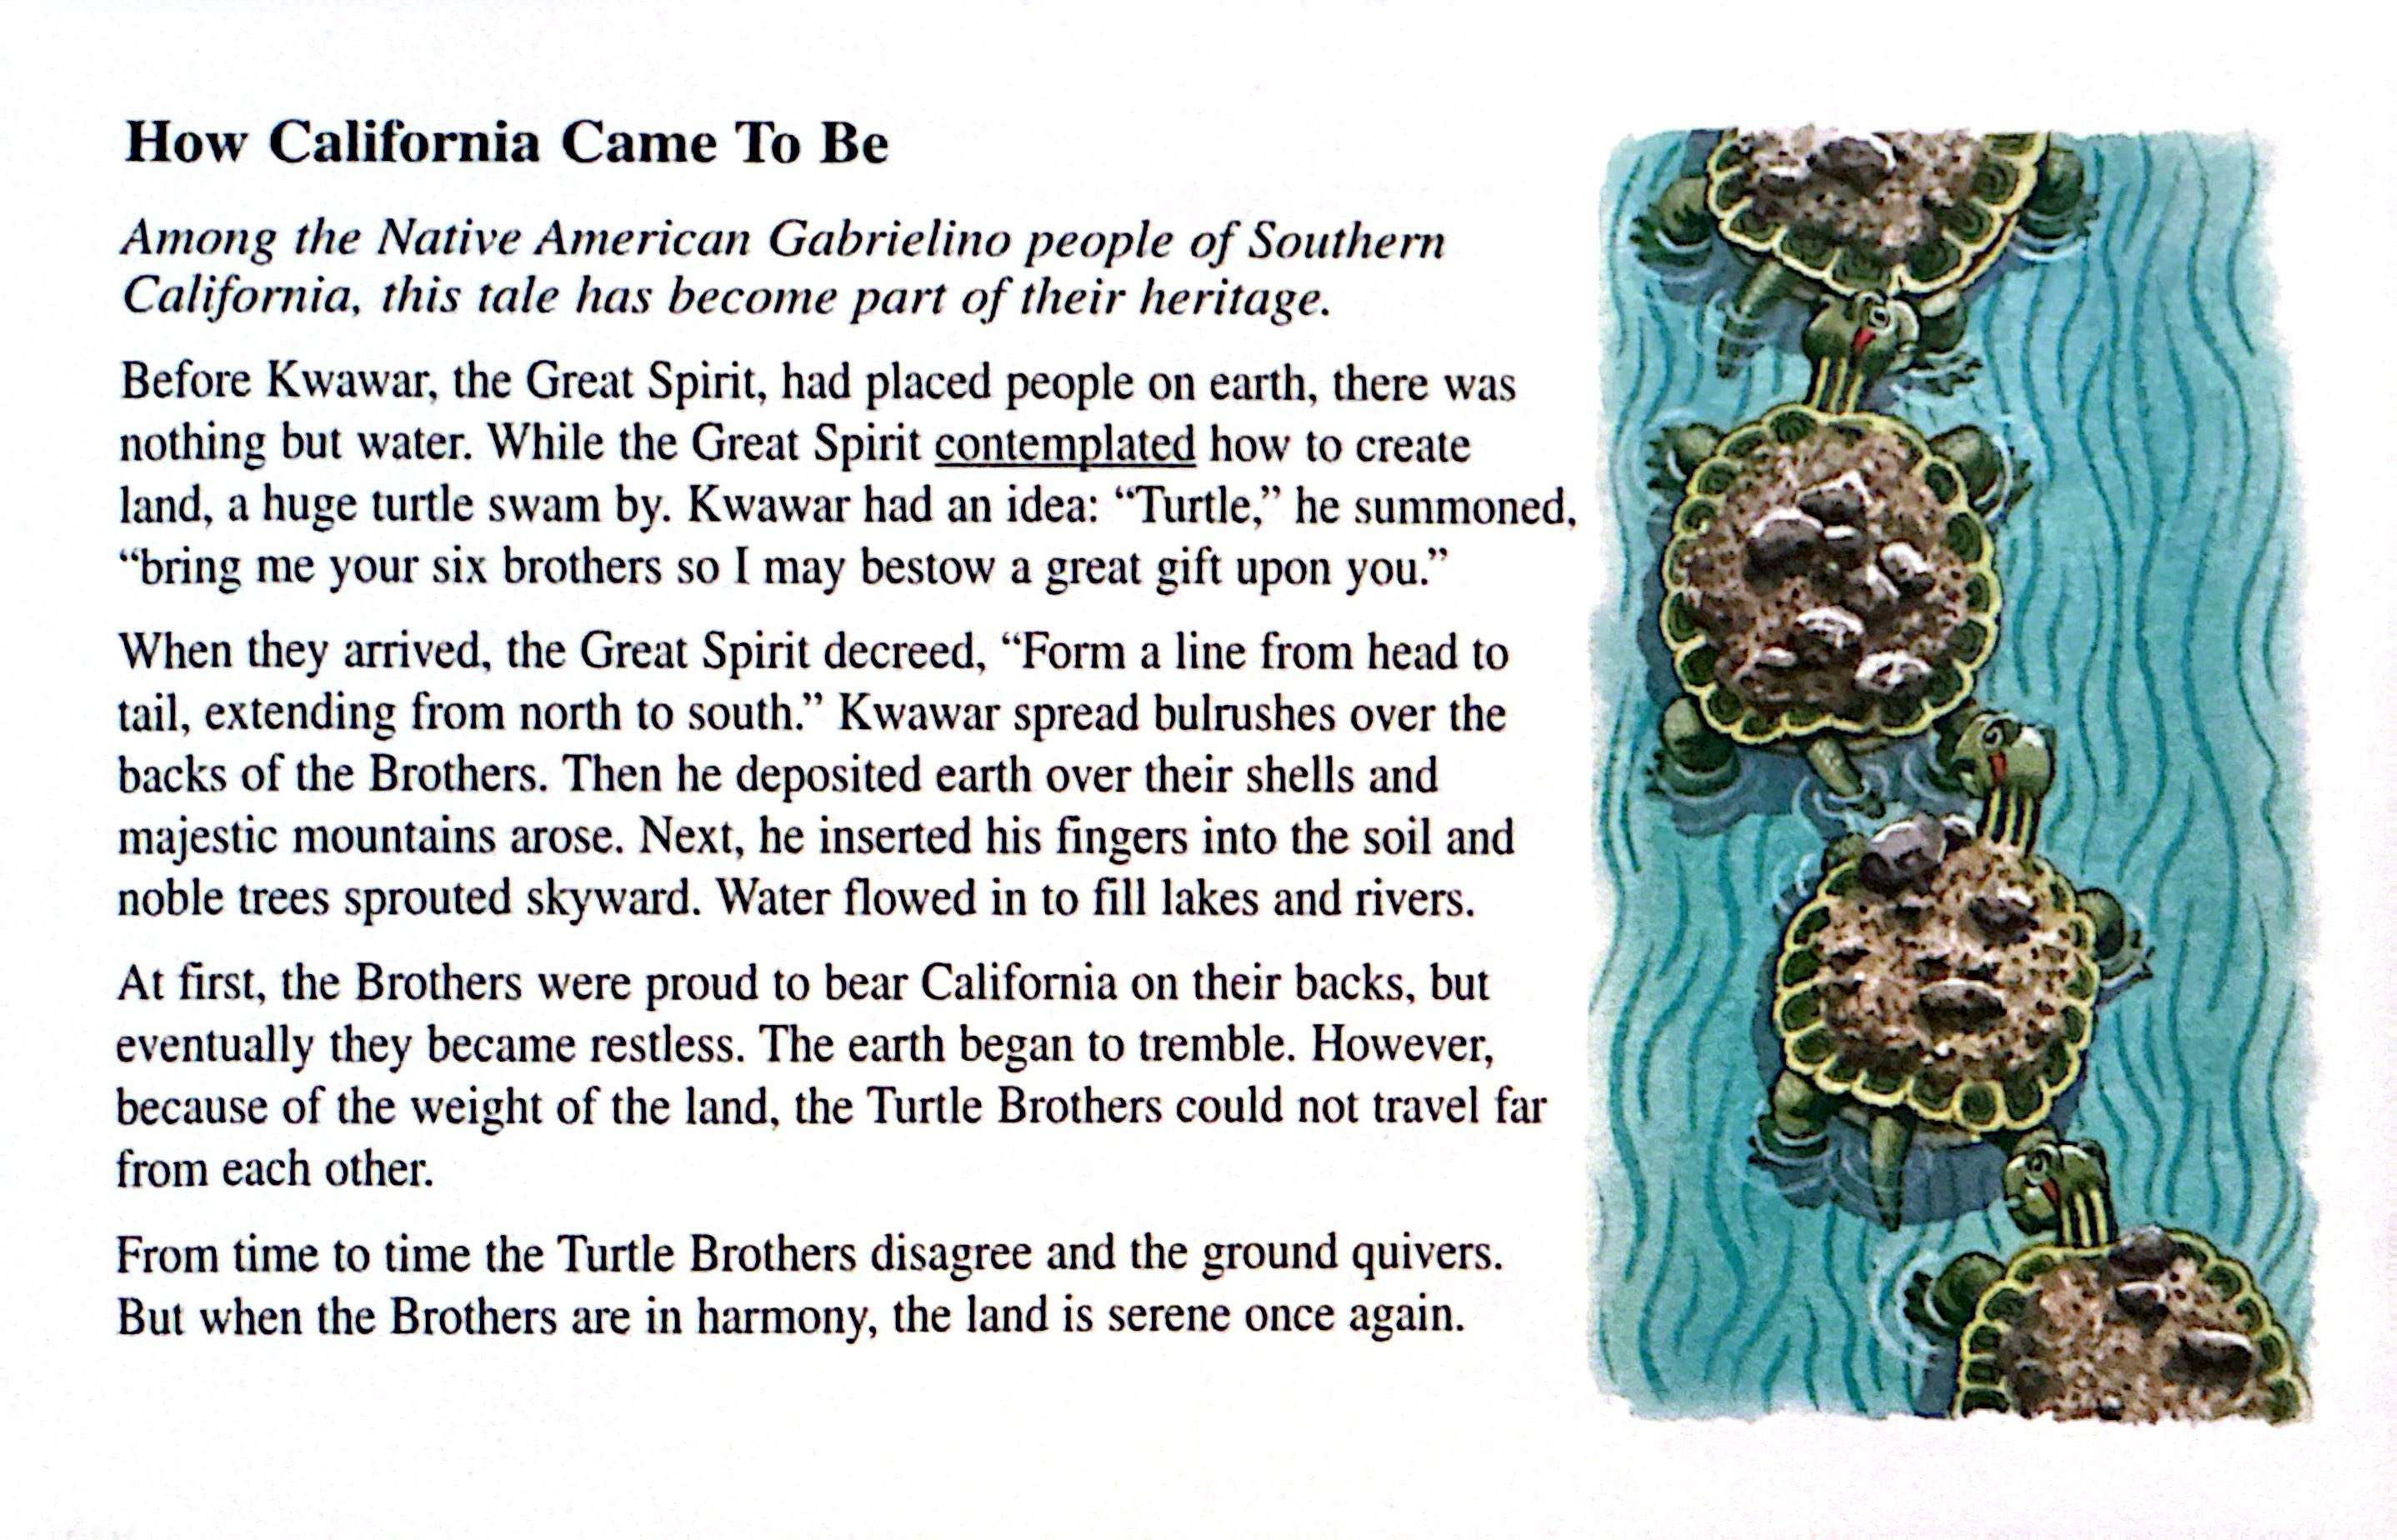 How California Came To Be
Among the Native American Gabrielino people of Southern
California, this tale has become part of their heritage.
Before Kwawar, the Great Spirit, had placed people on earth, there was
nothing but water. While the Great Spirit contemplated how to create
land, a huge turtle swam by. Kwawar had an idea: “Turtle,” he summoned,
“bring me your six brothers so I may bestow a great gift upon you.”
When they arrived, the Great Spirit decreed, “Form a line from head to
tail, extending from north to south.” Kwawar spread bulrushes over the
backs of the Brothers. Then he deposited earth over their shells and
majestic mountains arose. Next, he inserted his fingers into the soil and
noble trees sprouted skyward. Water flowed in to fill lakes and rivers.
At first, the Brothers were proud to bear California on their backs, but
eventually they became restless. The earth began to tremble. However,
because of the weight of the land, the Turtle Brothers could not travel far
from each other.
From time to time the Turtle Brothers disagree and the ground quivers.
But when the Brothers are in harmony, the land is serene once again.